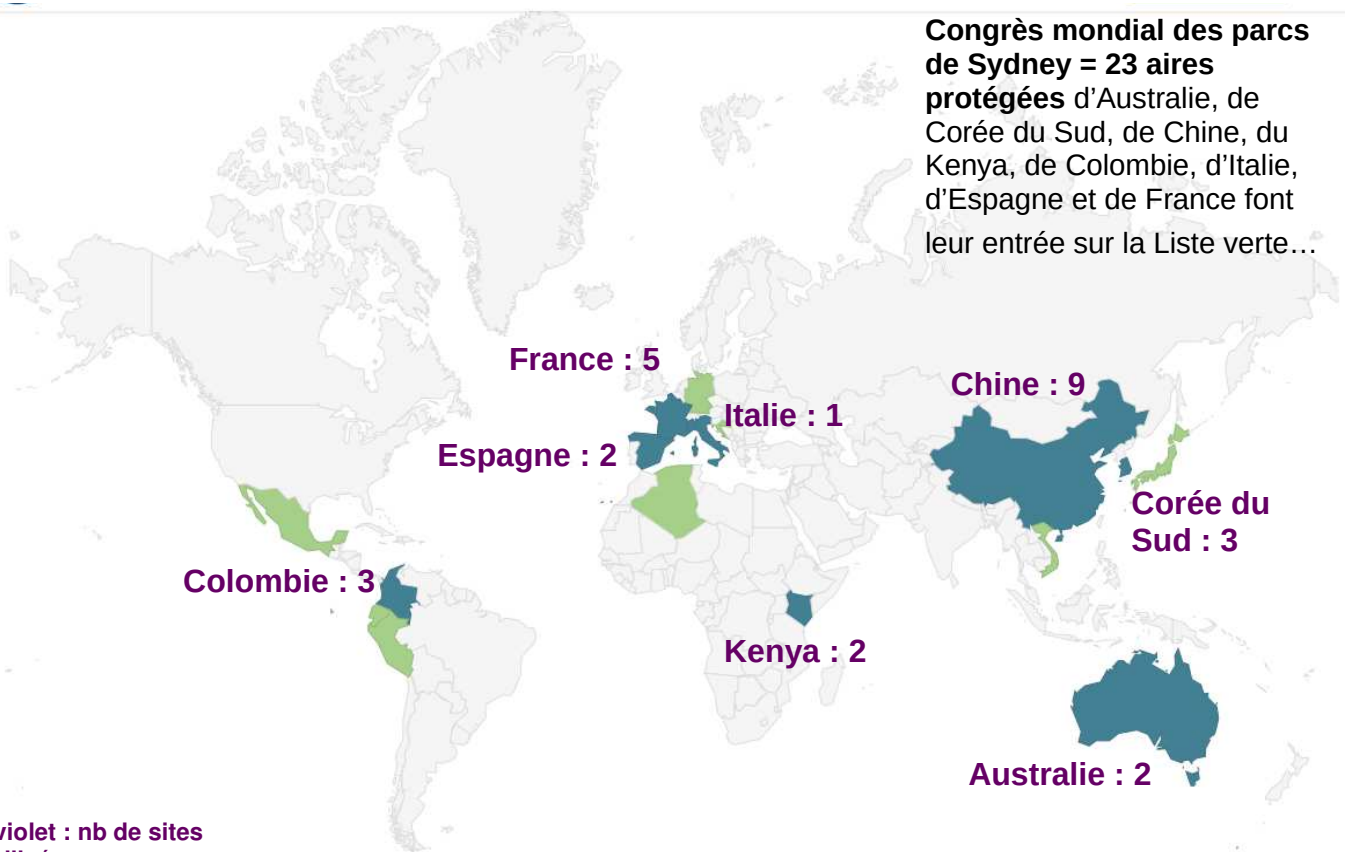 Congrès mondial des parcs
de Sydney = 23 aires
protégées d’Australie, de
Corée du Sud, de Chine, du
Kenya, de Colombie, d’Italie,
d’Espagne et de France font
leur entrée sur la Liste verte…
France : 5
Chine : 9
Italie : 1
Espagne : 2
Corée du
Sud : 3
Colombie : 3
Kenya : 2
Australie : 2
violet : nb de sites